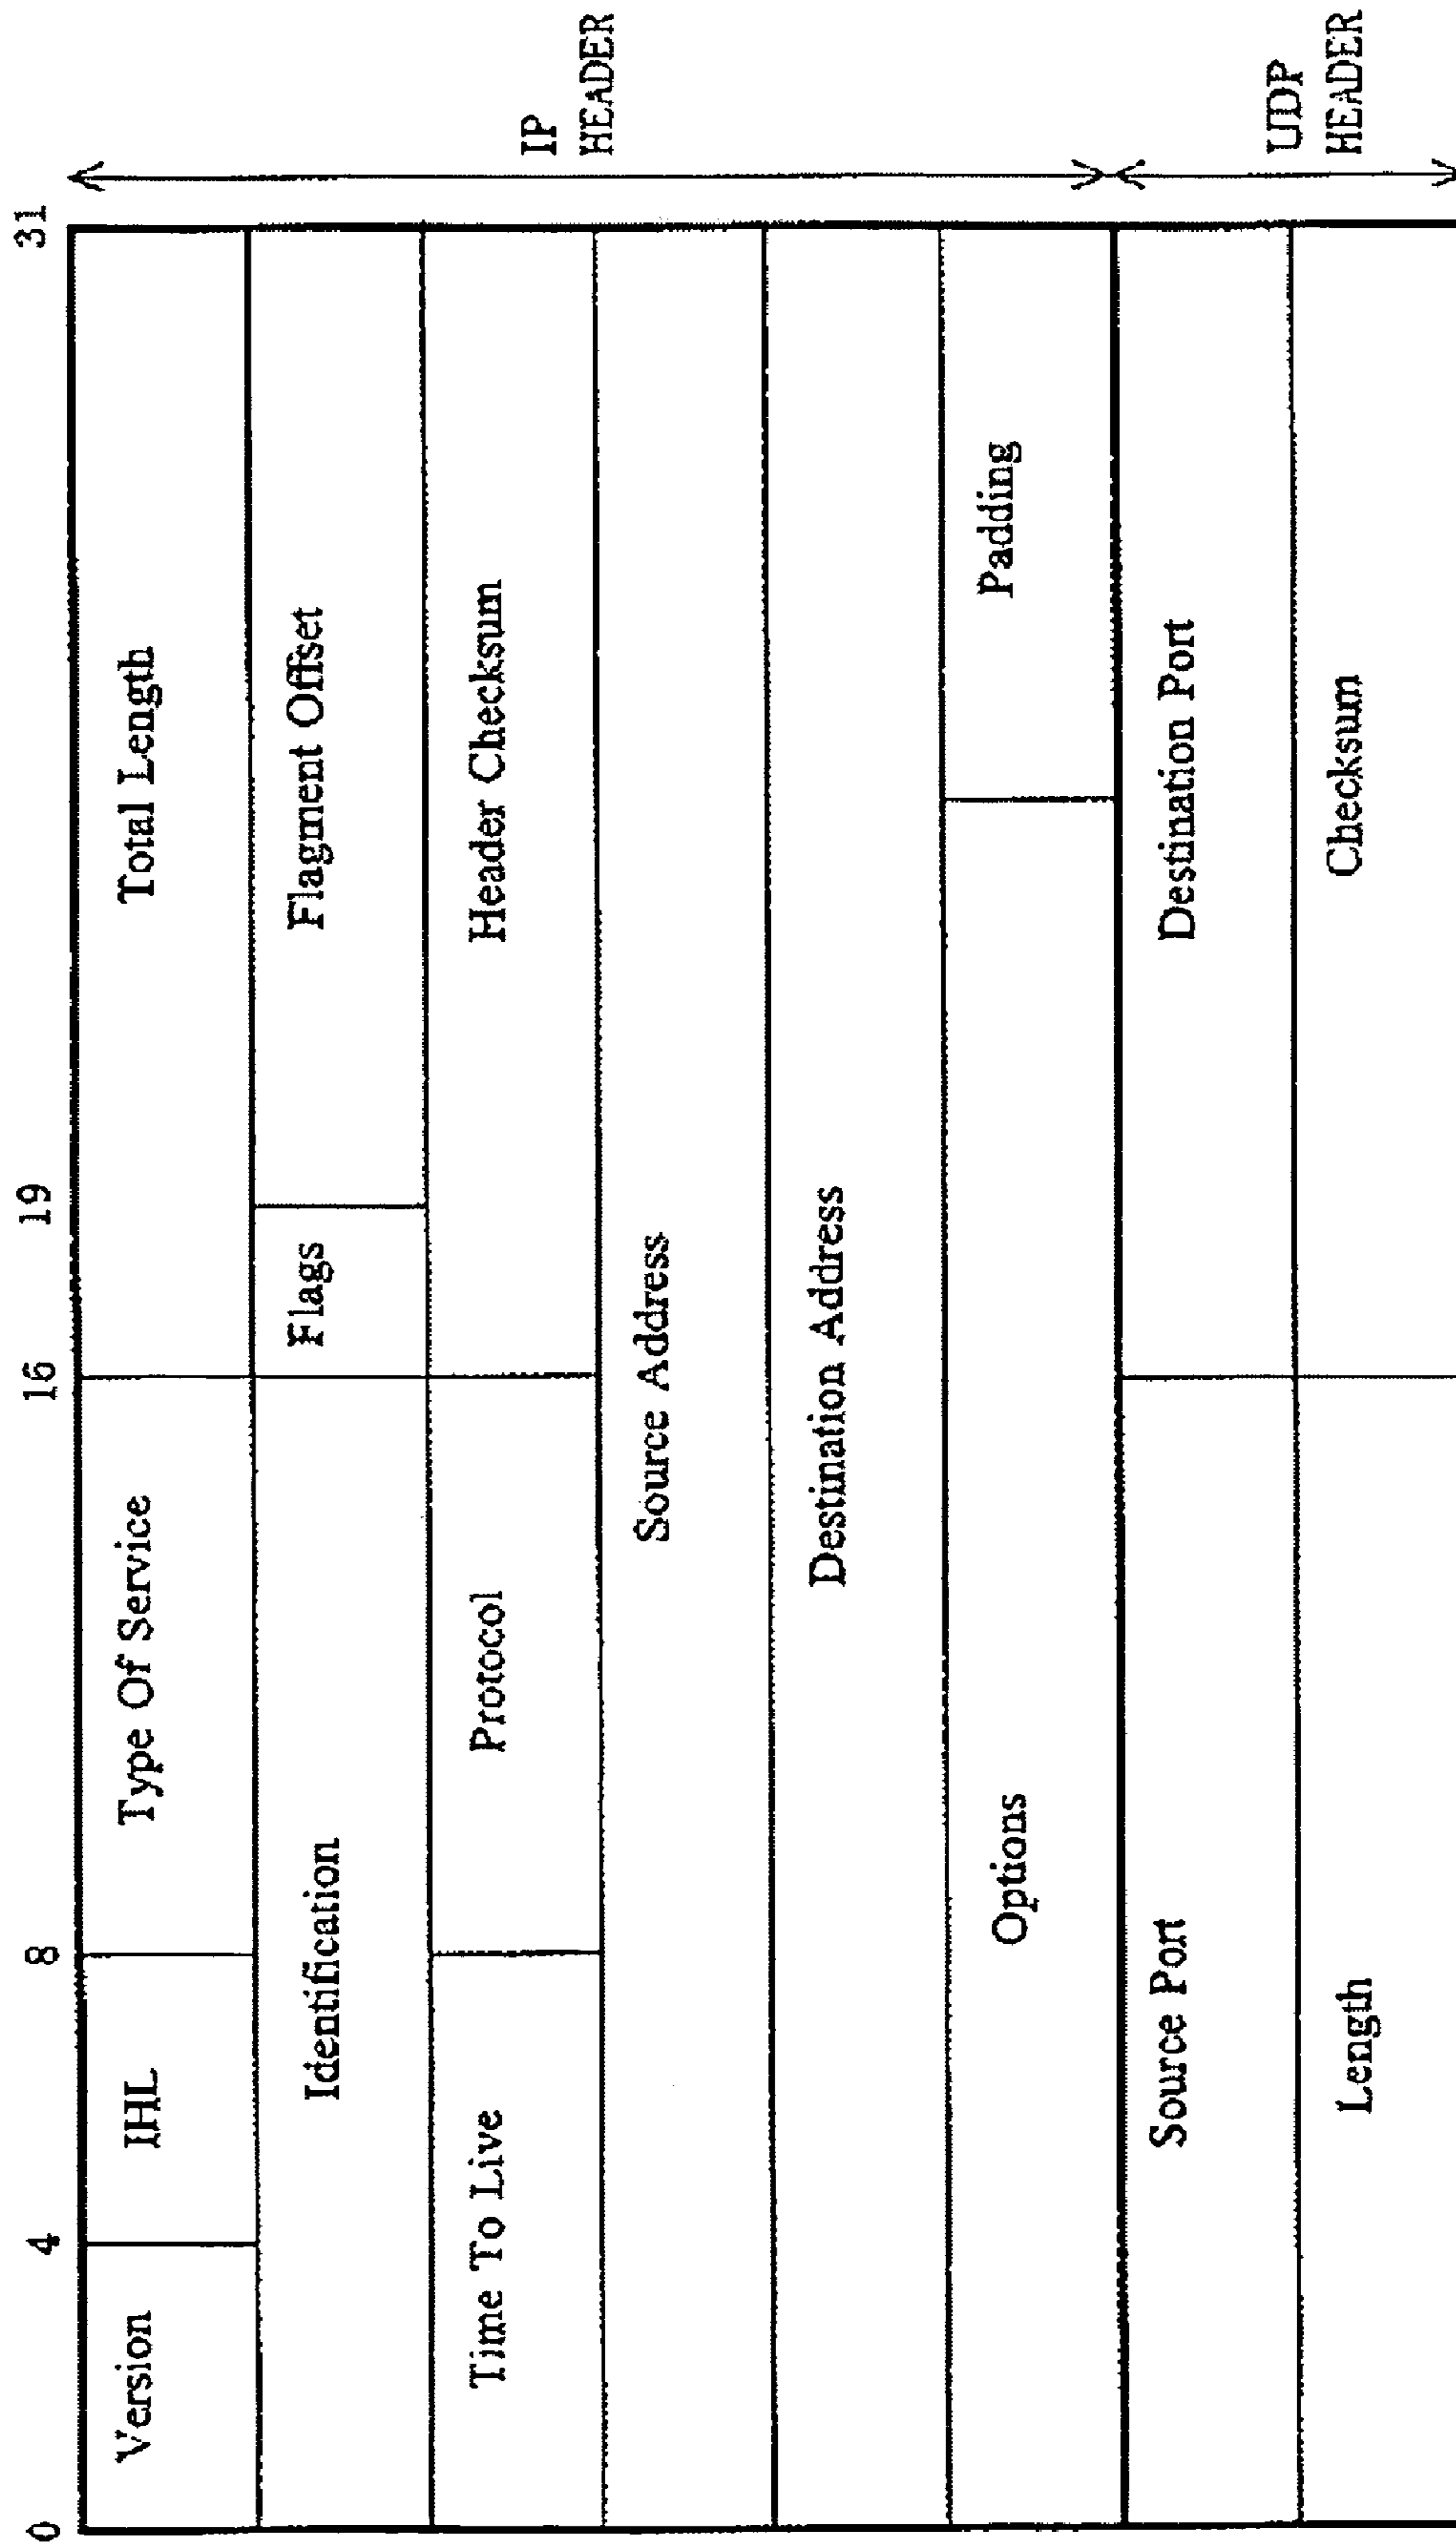 0 4 8 16 19 31
Version IHL Type Of Service Total Length
Identification Flags Flagment Offset
Time To Live Protocol Header Checksum
Source Address
Destination Address
Options Padding
IP
HEADER
Source Port Destination Port
Length Checksum
UDP
HEADER